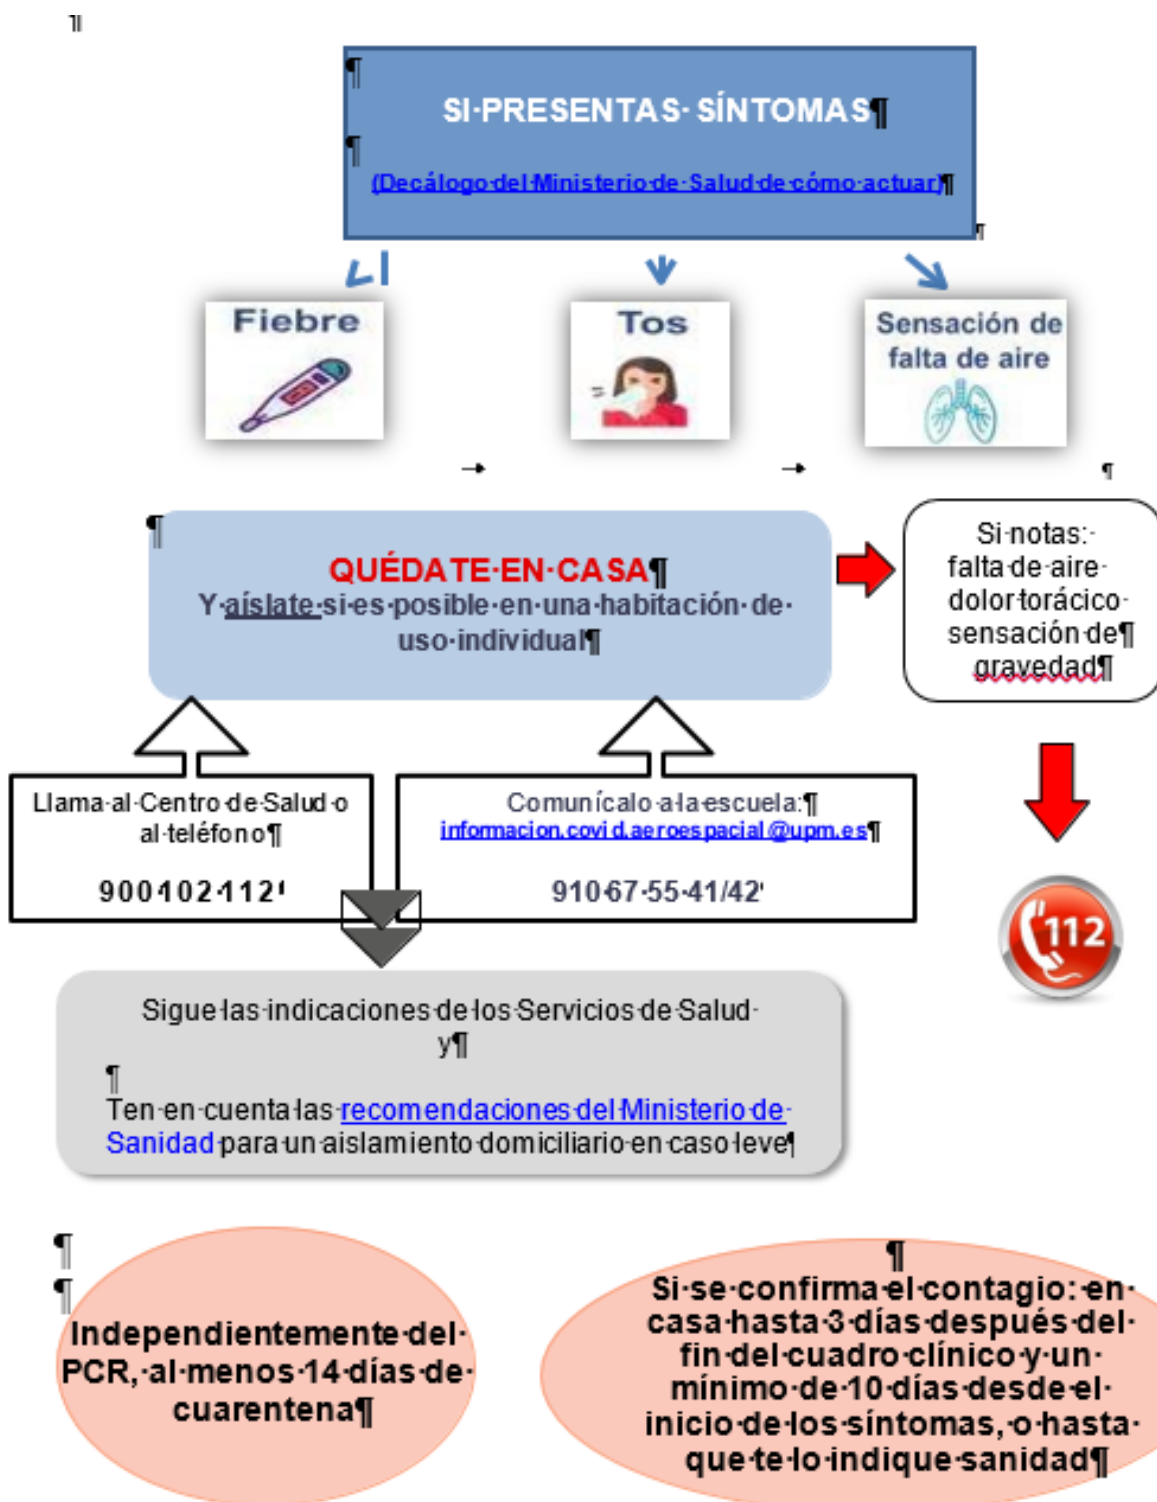 SI PRESENTAS SÍNTOMAS
(Decálogo del Ministerio de Salud de cómo actuar)
Fiebre
Tos
Sensación de
falta de aire
QUÉDATE EN CASA
Y aíslate si es posible en una habitación de
uso individual
Si notas:
falta de aire
dolor torácico
sensación de
gravedad
Llama al Centro de Salud o
al teléfono
900 102 112
Comunícalo a la escuela:
informacion.covid.aeroespacial@upm.es
910 67 55 41/42
112
Sigue las indicaciones de los Servicios de Salud
y
Ten en cuenta las recomendaciones del Ministerio de
Sanidad para un aislamiento domiciliario en caso leve
Independientemente del
PCR, al menos 14 días de
cuarentena
Si se confirma el contagio: en
casa hasta 3 días después del
fin del cuadro clínico y un
mínimo de 10 días desde el
inicio de los síntomas, o hasta
que te lo indique sanidad